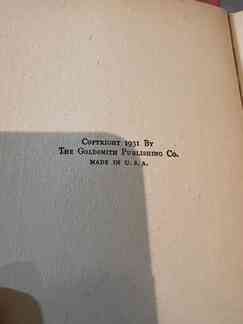 Copyright 1931 By
The Goldsmith Publishing Co.
MADE IN U. S. A.